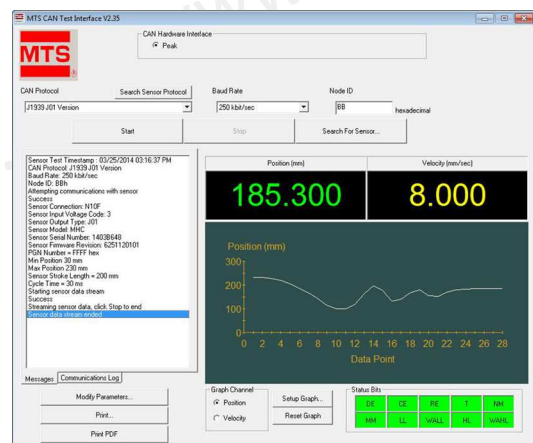 MTS CAN Test Interface V2.35
MTS
CAN Hardware Interface
Peak
CAN Protocol
Search Sensor Protocol
Baud Rate
Node ID
J1939 J01 Version
250 kbit/sec
BB
hexadecimal
Start
Stop
Search For Sensor...
Sensor Test Timestamp : 03/25/2014 03:16:37 PM
CAN Protocol: J1939 J01 Version
Baud Rate: 250 kbit/sec
Node ID: BBh
Attempting communications with sensor
Success
Sensor Connection: N10F
Sensor Input Voltage Code: 3
Sensor Output Type: J01
Sensor Model: MHC
Sensor Serial Number: 1403B648
Sensor Firmware Revision: 6251120101
PGN Number = FFFF hex
Min Position 30 mm
Max Position 230 mm
Sensor Stroke Length = 200 mm
Cycle Time = 30 ms
Starting sensor data stream
Success
Streaming sensor data, click Stop to end
Sensor data stream ended
Messages
Communications Log
Position (mm)
Velocity (mm/sec)
185.300
8.000
Position (mm)
300
200
100
0
0 2 4 6 8 10 12 14 16 18 20 22 24 26 28
Data Point
Modify Parameters...
Print...
Print PDF
Graph Channel
Position
Velocity
Setup Graph...
Reset Graph
Status Bits
DE CE RE T NM
MM LL WALL HL WAHL